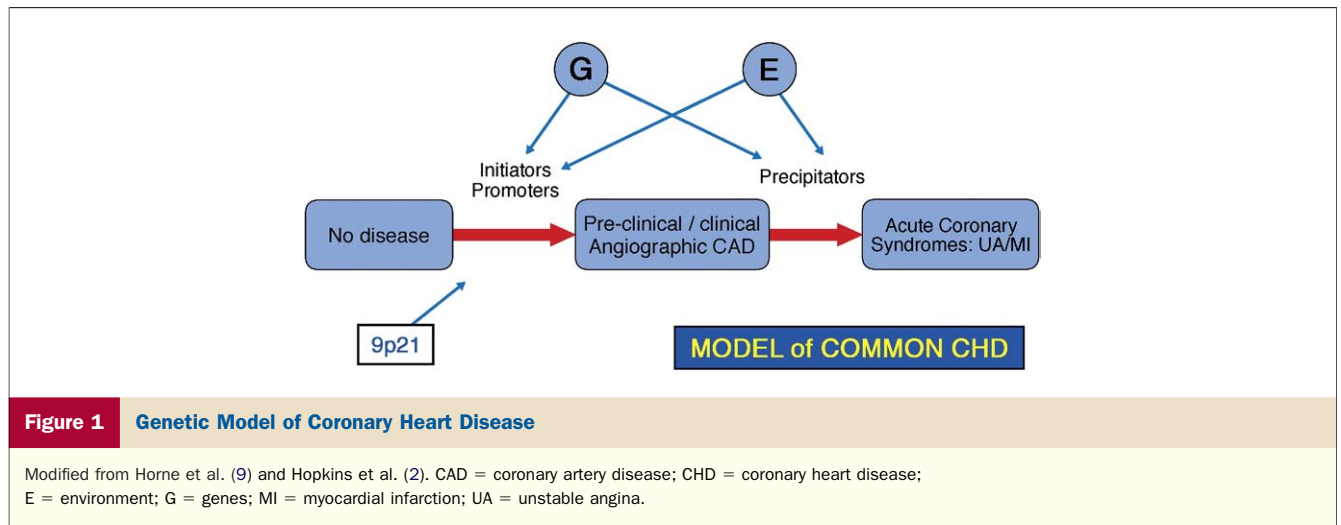 G
E
Initiators
Promoters
Precipitators
No disease
Pre-clinical / clinical
Angiographic CAD
Acute Coronary
Syndromes: UA/MI
9p21
MODEL of COMMON CHD
Figure 1 Genetic Model of Coronary Heart Disease
Modified from Horne et al. (9) and Hopkins et al. (2). CAD = coronary artery disease; CHD = coronary heart disease;
E = environment; G = genes; MI = myocardial infarction; UA = unstable angina.